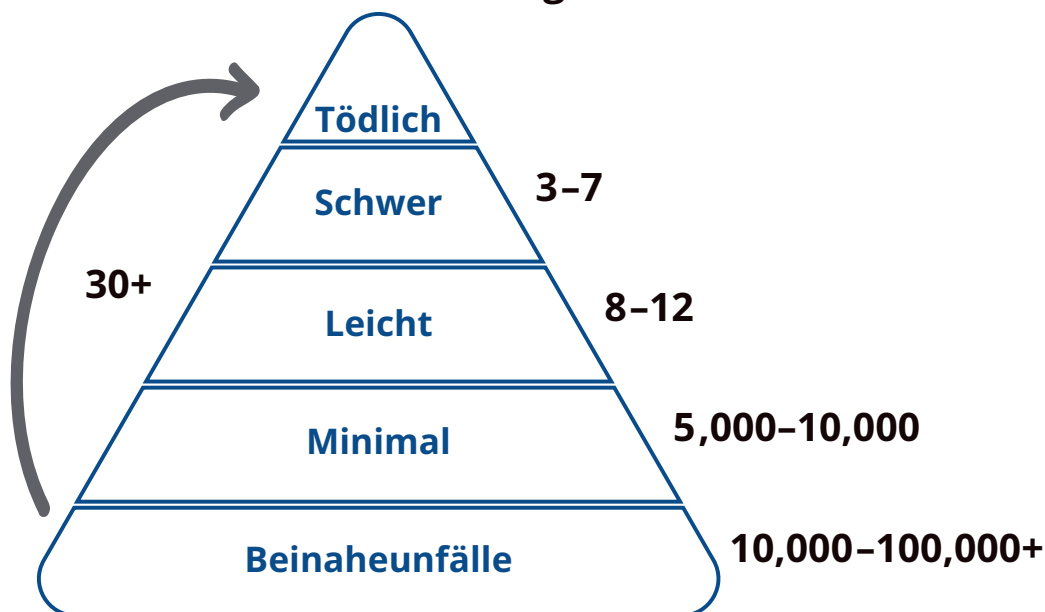 Tödlich
Schwer
3–7
30+
Leicht
8–12
Minimal
5,000–10,000
Beinaheunfälle
10,000–100,000+